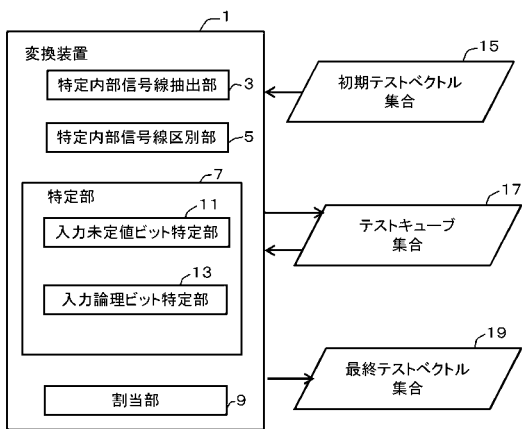 1
変換装置
特定内部信号線抽出部
3
特定内部信号線区別部
5
7
特定部
11
入力未定値ビット特定部
13
入力論理ビット特定部
割当部
9
15
初期テストベクトル
集合
17
テストキューブ
集合
19
最終テストベクトル
集合